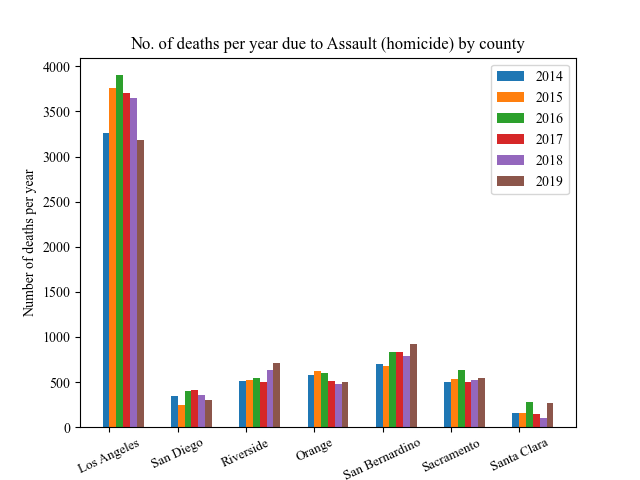 No. of deaths per year due to Assault (homicide) by county
Number of deaths per year
4000
3500
3000
2500
2000
1500
1000
500
0
2014
2015
2016
2017
2018
2019
Los Angeles
San Diego
Riverside
Orange
San Bernardino
Sacramento
Santa Clara